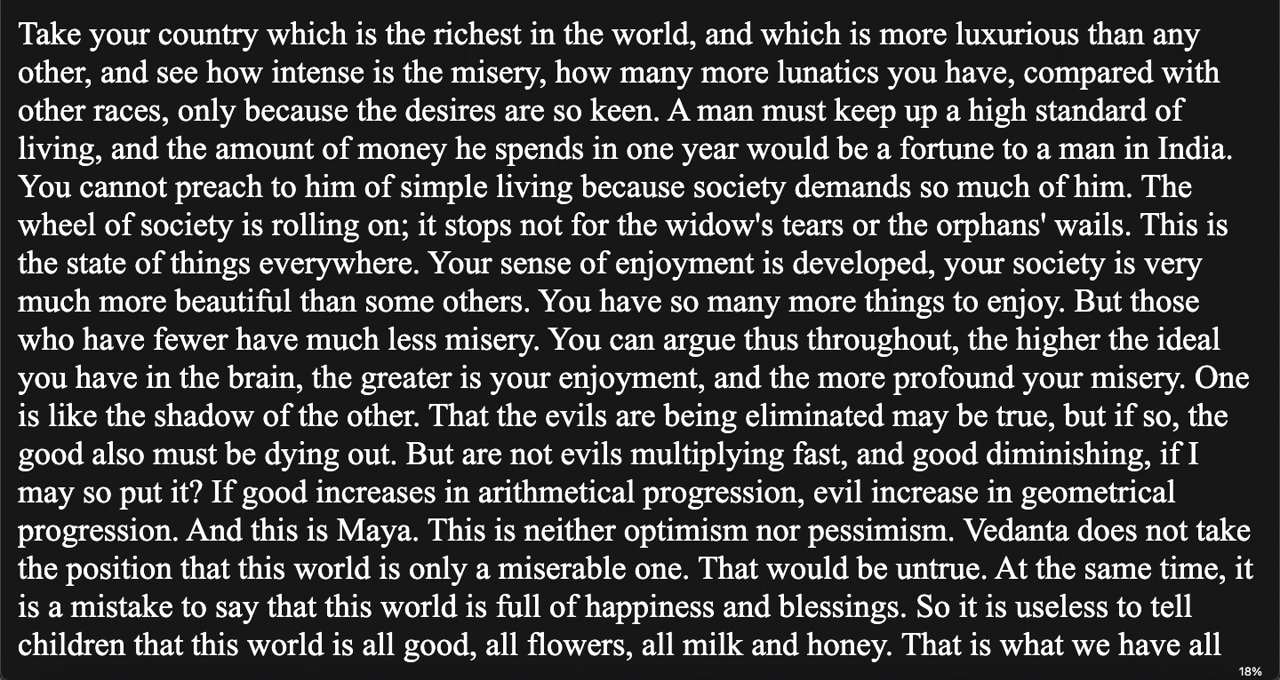 Take your country which is the richest in the world, and which is more luxurious than any
other, and see how intense is the misery, how many more lunatics you have, compared with
other races, only because the desires are so keen. A man must keep up a high standard of
living, and the amount of money he spends in one year would be a fortune to a man in India.
You cannot preach to him of simple living because society demands so much of him. The
wheel of society is rolling on; it stops not for the widow's tears or the orphans' wails. This is
the state of things everywhere. Your sense of enjoyment is developed, your society is very
much more beautiful than some others. You have so many more things to enjoy. But those
who have fewer have much less misery. You can argue thus throughout, the higher the ideal
you have in the brain, the greater is your enjoyment, and the more profound your misery. One
is like the shadow of the other. That the evils are being eliminated may be true, but if so, the
good also must be dying out. But are not evils multiplying fast, and good diminishing, if I
may so put it? If good increases in arithmetical progression, evil increase in geometrical
progression. And this is Maya. This is neither optimism nor pessimism. Vedanta does not take
the position that this world is only a miserable one. That would be untrue. At the same time, it
is a mistake to say that this world is full of happiness and blessings. So it is useless to tell
children that this world is all good, all flowers, all milk and honey. That is what we have all
18%